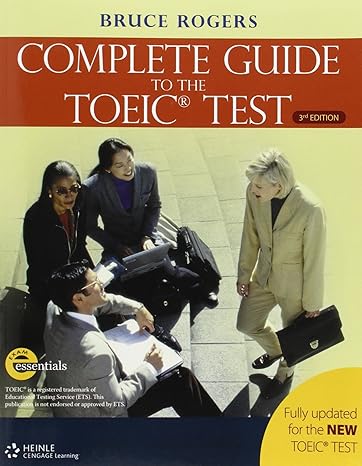 BRUCE ROGERS
COMPLETE GUIDE
TO THE
TOEIC® TEST
3rd EDITION
EXAM
essentials
TOEIC® is a registered trademark of
Educational Testing Service (ETS). This
publication is not endorsed or approved by ETS.
Fully updated
for the NEW
TOEIC® TEST
HEINLE
CENGAGE Learning